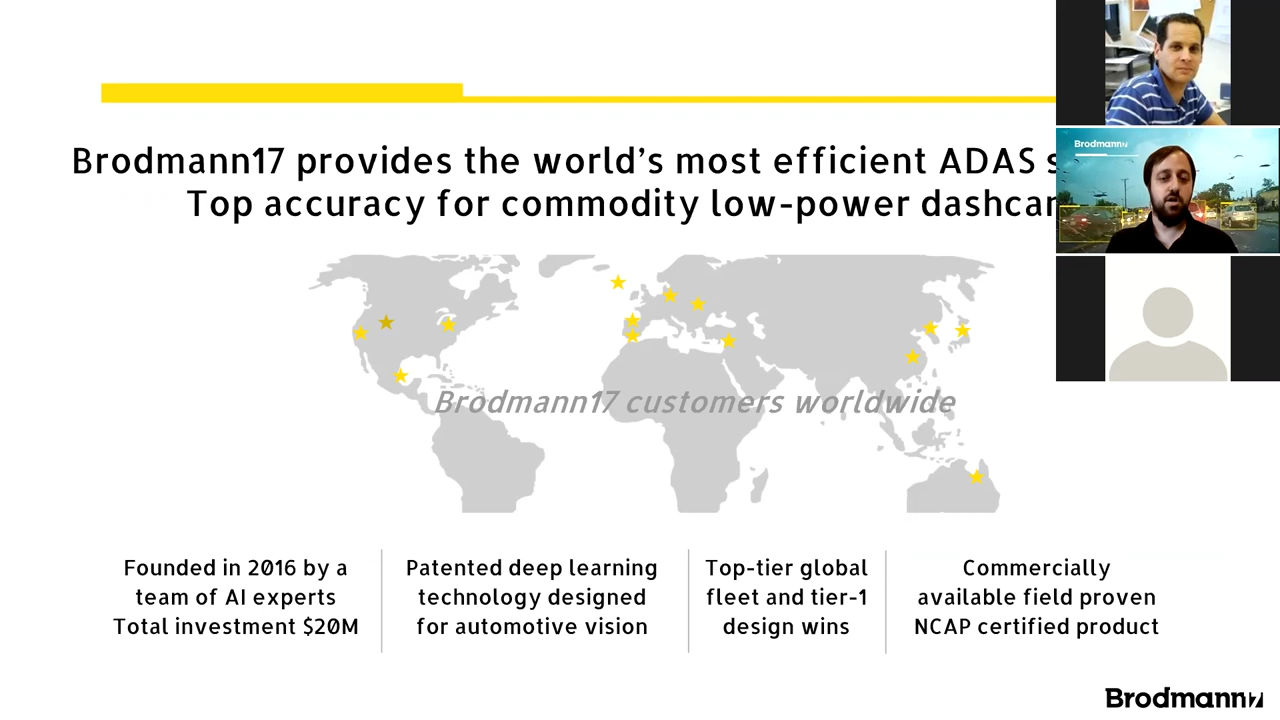 Brodmann17 provides the world's most efficient ADAS
Top accuracy for commodity low-power
Brodmann17
Brodmann17 customers worldwide
Founded in 2016 by a
team of AI experts
Total investment $20M
Patented deep learning
technology designed
for automotive vision
Top-tier global
fleet and tier-1
design wins
Commercially
available field proven
NCAP certified product
Brodmann17